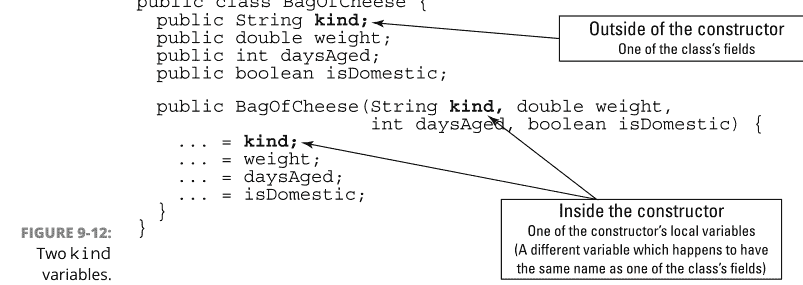 public class BagOfCheese {
public String kind;
public double weight;
public int daysAged;
public boolean isDomestic;
Outside of the constructor
One of the class's fields
public BagOfCheese(String kind, double weight,
int daysAged, boolean isDomestic) {
... = kind;
... = weight;
... = daysAged;
... = isDomestic;
}
}
Inside the constructor
One of the constructor's local variables
(A different variable which happens to have
the same name as one of the class's fields)
FIGURE 9-12:
Two kind
variables.